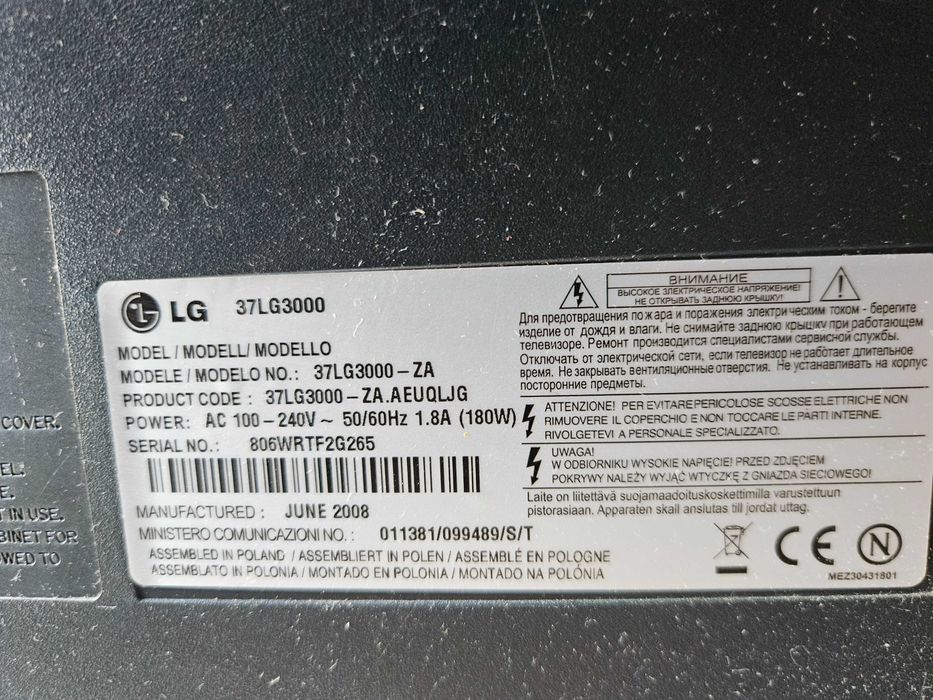 COVER.
EL.
E.
T IN USE.
BINET FOR
OWED TO
LG 37LG3000
MODEL / MODELL/ MODELLO
MODELE / MODELO NO.: 37LG3000-ZA
PRODUCT CODE : 37LG3000-ZA.AEUQLJG
POWER: AC 100-240V~ 50/60Hz 1.8A (180W)
SERIAL NO.: 806WRTF2G265
MANUFACTURED : JUNE 2008
MINISTERO COMUNICAZIONI NO. : 011381/099489/S/T
ASSEMBLED IN POLAND / ASSEMBLIERT IN POLEN / ASSEMBLÉ EN POLOGNE
ASSEMBLATO IN POLONIA / MONTADO EN POLONIA / MONTADO NA POLÓNIA
ВНИМАНИЕ
ВЫСОКОЕ ЭЛЕКТРИЧЕСКОЕ НАПРЯЖЕНИЕ!
НЕ ОТКРЫВАТЬ ЗАДНЮЮ КРЫШКУ!
Для предотвращения пожара и поражения электрическим током - берегите
изделие от дождя и влаги. Не снимайте заднюю крышку при работающем
телевизоре. Ремонт производится специалистами сервисной службы.
Отключать от электрической сети, если телевизор не работает длительное
время. Не закрывать вентиляционные отверстия. Не устанавливать на корпус
посторонние предметы.
ATTENZIONE! PER EVITARE PERICOLOSE SCOSSE ELETTRICHE NON
RIMUOVERE IL COPERCHIO E NON TOCCARE LE PARTI INTERNE.
RIVOLGETEVI A PERSONALE SPECIALIZZATO.
UWAGA!
W ODBIORNIKU WYSOKIE NAPIĘCIE! PRZED ZDJĘCIEM
POKRYWY NALEŻY WYJĄĆ WTYCZKĘ Z GNIAZDA SIECIOWEGO!
Laite on liitettävä suojamaadoituskoskettimilla varustettuun
pistorasiaan. Apparaten skall anslutas till jordat uttag.
CE N
MEZ30431801